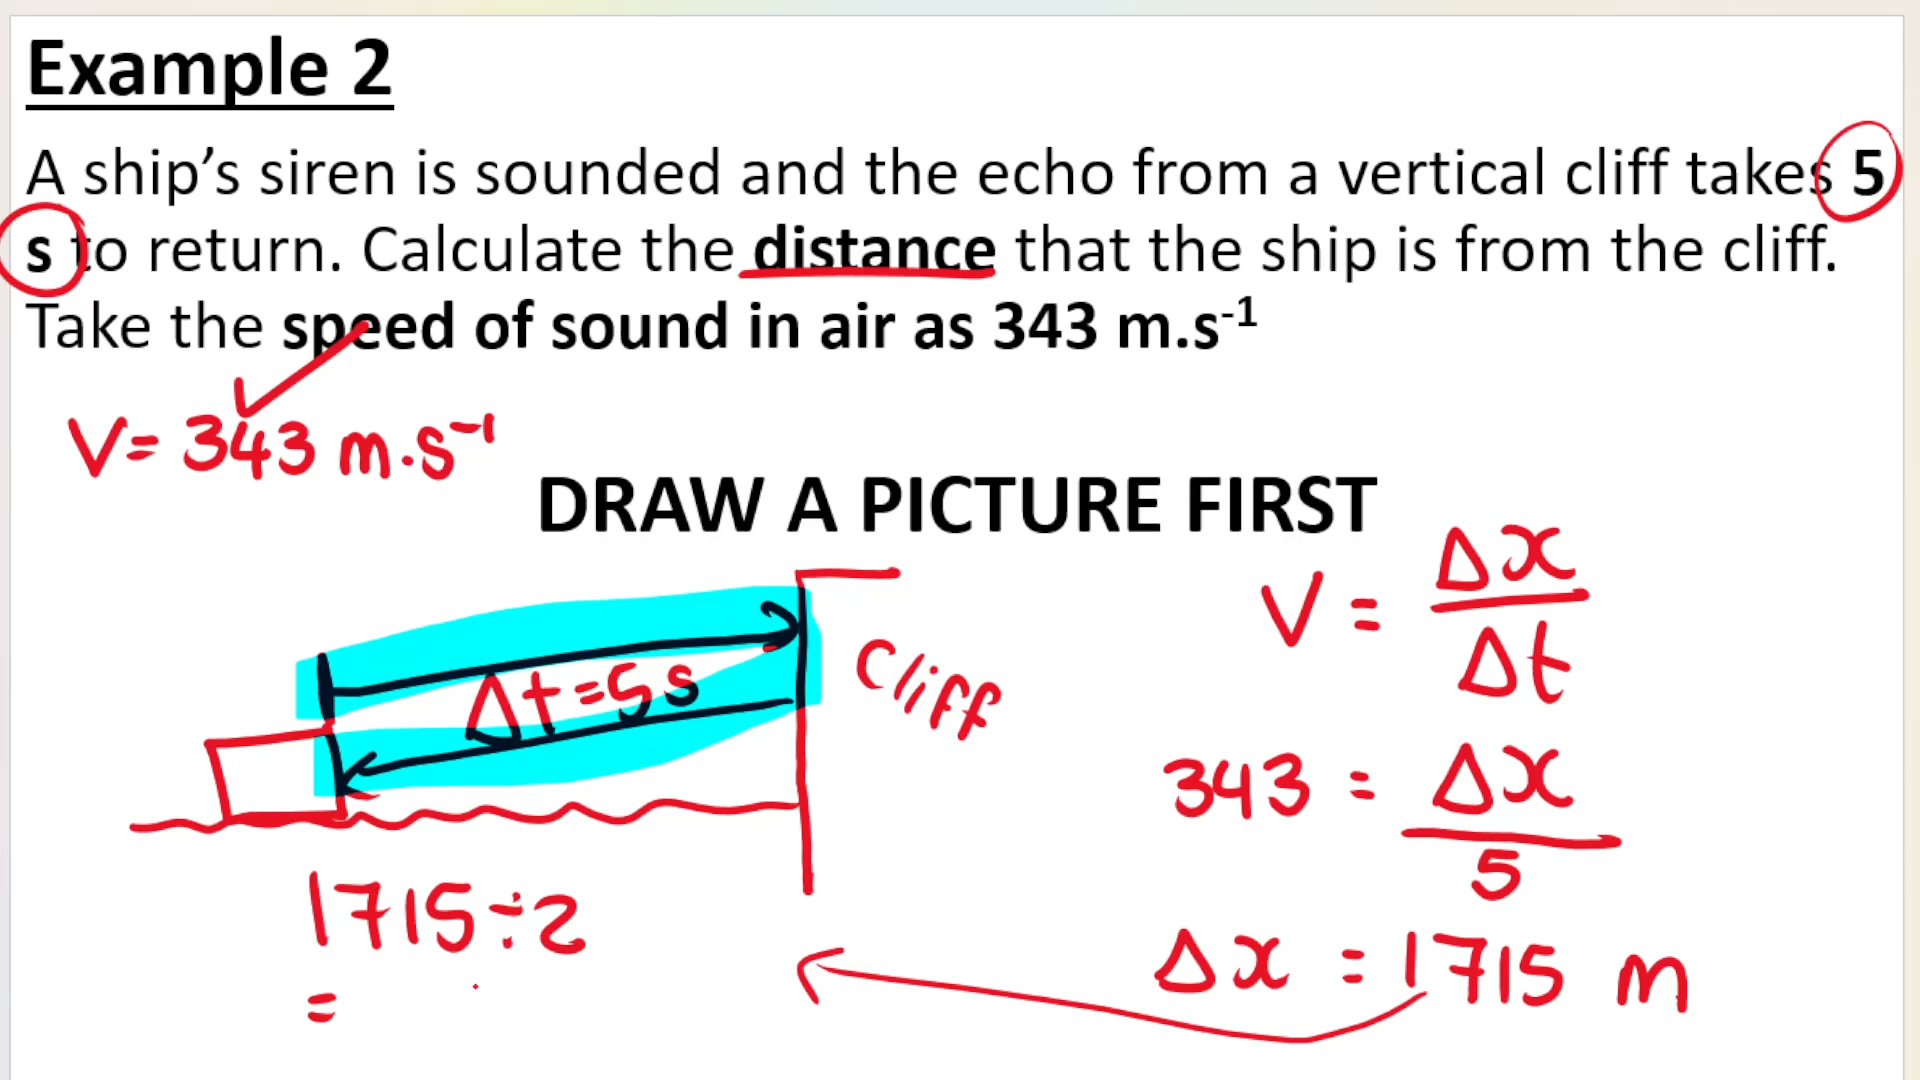 Example 2
A ship’s siren is sounded and the echo from a vertical cliff takes 5
s to return. Calculate the distance that the ship is from the cliff.
Take the speed of sound in air as 343 m.s⁻¹
V = 343 m.s⁻¹
DRAW A PICTURE FIRST
Δt = 5 s
Cliff
1715 ÷ 2
=
V = Δx
Δt
343 = Δx
5
Δx = 1715 m